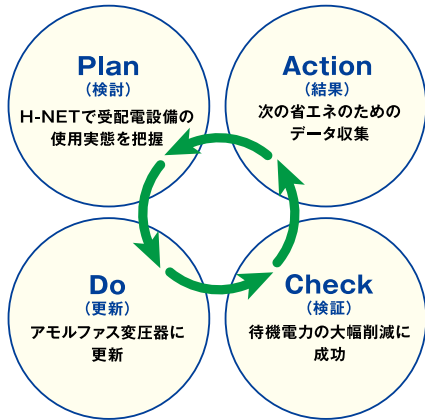 Plan
(検討)
H-NETで受配電設備の
使用実態を把握
Action
(結果)
次の省エネのための
データ収集
Do
(更新)
アモルファス変圧器に
更新
Check
(検証)
待機電力の大幅削減に
成功